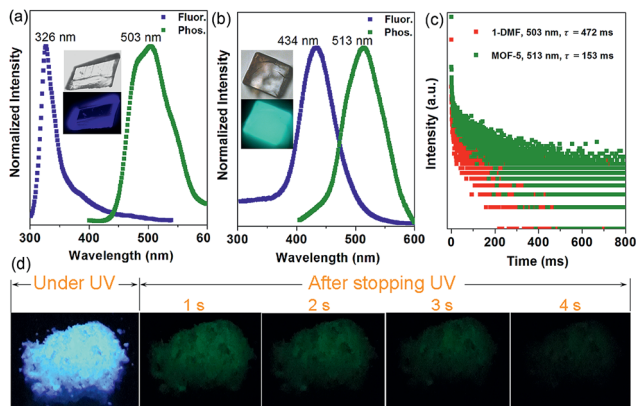 (a)
326 nm
503 nm
Fluor.
Phos.
Normalized Intensity
300
400
500
60
Wavelength (nm)
(b)
434 nm
513 nm
Fluor.
Phos.
Normalized Intensity
300
400
500
600
Wavelength (nm)
(c)
1-DMF, 503 nm, τ = 472 ms
MOF-5, 513 nm, τ = 153 ms
Intensity (a.u.)
0
200
400
600
800
Time (ms)
(d)
Under UV
After stopping UV
1 s
2 s
3 s
4 s